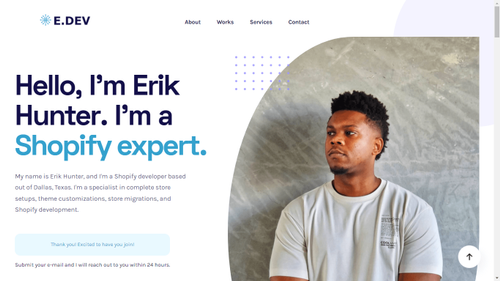 E.DEV
About Works Services Contact
Hello, I'm Erik
Hunter. I'm a
Shopify expert.
My name is Erik Hunter, and I'm a Shopify developer based
out of Dallas, Texas. I'm a specialist in complete store
setups, theme customizations, store migrations, and
Shopify development.
Thank you! Excited to have you join!
Submit your e-mail and I will reach out to you within 24 hours.